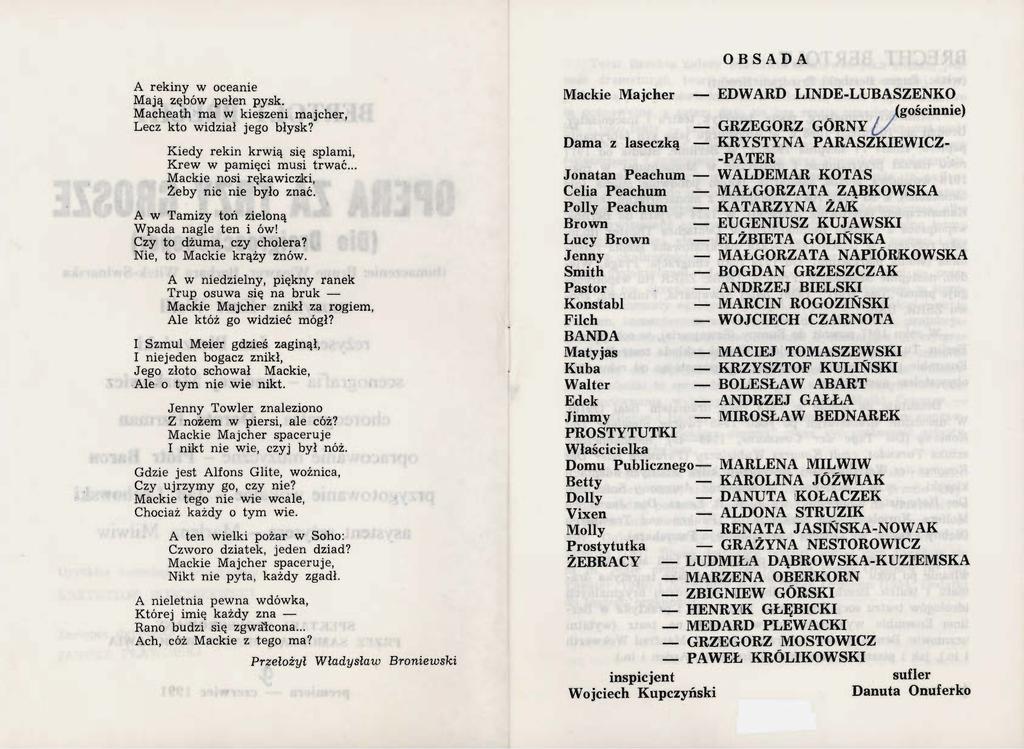 A rekiny w oceanie
Mają zębów pełen pysk.
Macheath ma w kieszeni majcher,
Lecz kto widział jego błysk?
Kiedy rekin krwią się splami,
Krew w pamięci musi trwać...
Mackie nosi rękawiczki,
Żeby nic nie było znać.
A w Tamizy toń zieloną
Wpada nagle ten i ów!
Czy to dżuma, czy cholera?
Nie, to Mackie krąży znów.
A w niedzielny, piękny ranek
Trup osuwa się na bruk —
Mackie Majcher znikł za rogiem,
Ale któż go widzieć mógł?
I Szmul Meier gdzieś zaginął,
I niejeden bogacz znikł,
Jego złoto schował Mackie,
Ale o tym nie wie nikt.
Jenny Towler znaleziono
Z nożem w piersi, ale cóż?
Mackie Majcher spaceruje
I nikt nie wie, czyj był nóż.
Gdzie jest Alfons Glite, woźnica,
Czy ujrzymy go, czy nie?
Mackie tego nie wie wcale,
Chociaż każdy o tym wie.
A ten wielki pożar w Soho:
Czworo dziatek, jeden dziad?
Mackie Majcher spaceruje,
Nikt nie pyta, każdy zgadł.
A nieletnia pewna wdówka,
Której imię każdy zna —
Rano budzi się zgwałcona...
Ach, cóż Mackie z tego ma?
Przełożył Władysław Broniewski
OBSADA
Mackie Majcher — EDWARD LINDE-LUBASZENKO
(gościnnie)
— GRZEGORZ GÓRNY
Dama z laseczką — KRYSTYNA PARASZKIEWICZ-
-PATER
Jonatan Peachum — WALDEMAR KOTAS
Celia Peachum — MAŁGORZATA ZĄBKOWSKA
Polly Peachum — KATARZYNA ŻAK
Brown — EUGENIUSZ KUJAWSKI
Lucy Brown — ELŻBIETA GOLIŃSKA
Jenny — MAŁGORZATA NAPIÓRKOWSKA
Smith — BOGDAN GRZESZCZAK
Pastor — ANDRZEJ BIELSKI
Konstabl — MARCIN ROGOZIŃSKI
Filch — WOJCIECH CZARNOTA
BANDA
Matyjas — MACIEJ TOMASZEWSKI
Kuba — KRZYSZTOF KULIŃSKI
Walter — BOLESŁAW ABART
Edek — ANDRZEJ GAŁŁA
Jimmy — MIROSŁAW BEDNAREK
PROSTYTUTKI
Właścicielka
Domu Publicznego — MARLENA MILWIW
Betty — KAROLINA JÓŹWIAK
Dolly — DANUTA KOŁACZEK
Vixen — ALDONA STRUZIK
Molly — RENATA JASIŃSKA-NOWAK
Prostytutka — GRAŻYNA NESTOROWICZ
ŻEBRACY — LUDMIŁA DĄBROWSKA-KUZIEMSKA
— MARZENA OBERKORN
— ZBIGNIEW GÓRSKI
— HENRYK GŁĘBICKI
— MEDARD PLEWACKI
— GRZEGORZ MOSTOWICZ
— PAWEŁ KRÓLIKOWSKI
inspicjent sufler
Wojciech Kupczyński Danuta Onuferko